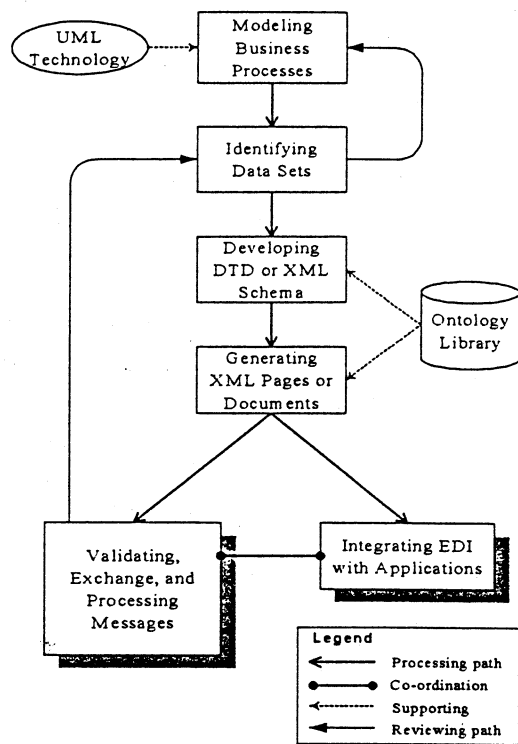 UML
Technology
Modeling
Business
Processes
Identifying
Data Sets
Developing
DTD or XML
Schema
Ontology
Library
Generating
XML Pages or
Documents
Validating,
Exchange, and
Processing
Messages
Integrating EDI
with Applications
Legend
Processing path
Co-ordination
Supporting
Reviewing path